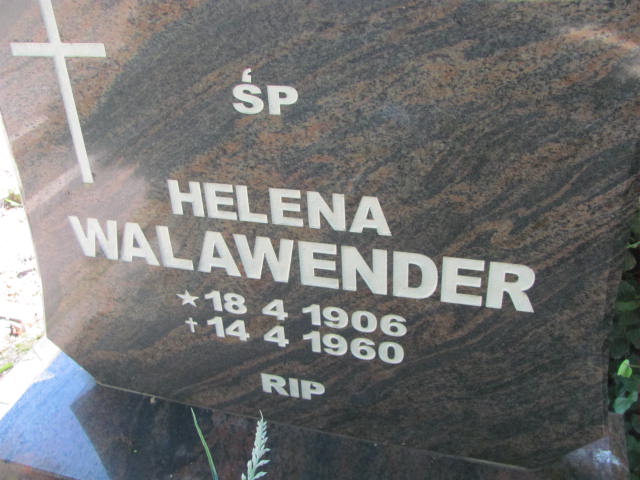 ŚP
HELENA
WALAWENDER
★ 18 4 1906
✝ 14 4 1960
RIP